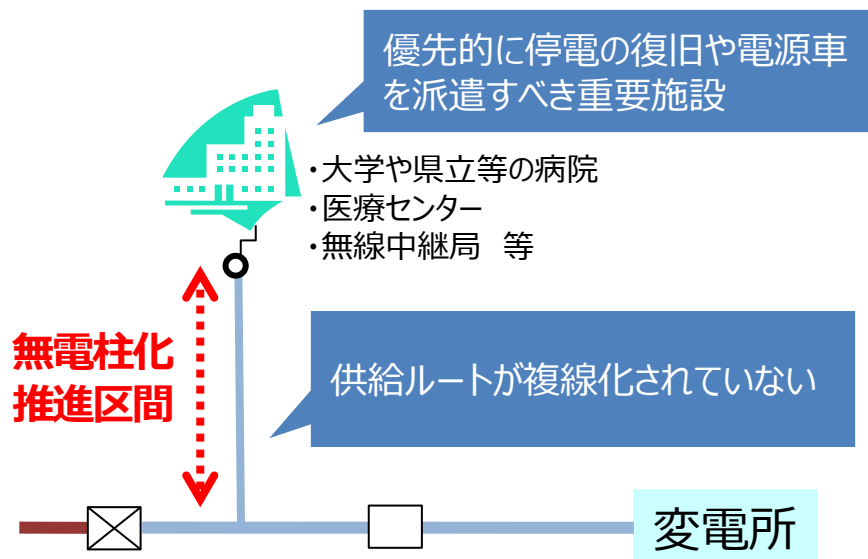 優先的に停電の復旧や電源車
を派遣すべき重要施設
・大学や県立等の病院
・医療センター
・無線中継局　等
無電柱化
推進区間
供給ルートが複線化されていない
変電所